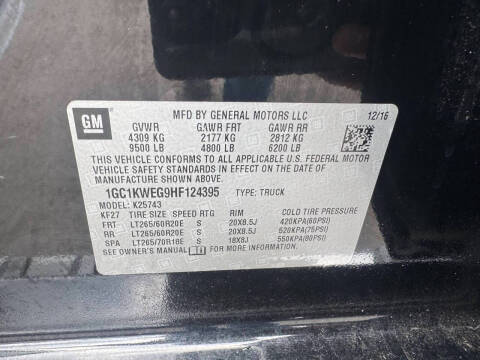 GM
MFD BY GENERAL MOTORS LLC 12/16
GVWR GAWR FRT GAWR RR
4309 KG 2177 KG 2812 KG
9500 LB 4800 LB 6200 LB
THIS VEHICLE CONFORMS TO ALL APPLICABLE U.S. FEDERAL MOTOR
VEHICLE SAFETY STANDARDS IN EFFECT ON THE DATE OF
MANUFACTURE SHOWN ABOVE.
1GC1KWEG9HF124395 TYPE: TRUCK
MODEL: K25743
KF27 TIRE SIZE SPEED RTG RIM COLD TIRE PRESSURE
FRT LT265/60R20E S 20X8.5J 420KPA(60PSI)
RR LT265/60R20E S 20X8.5J 520KPA(75PSI)
SPA LT265/70R18E S 18X8J 550KPA(80PSI)
SEE OWNER'S MANUAL FOR MORE INFORMATION.